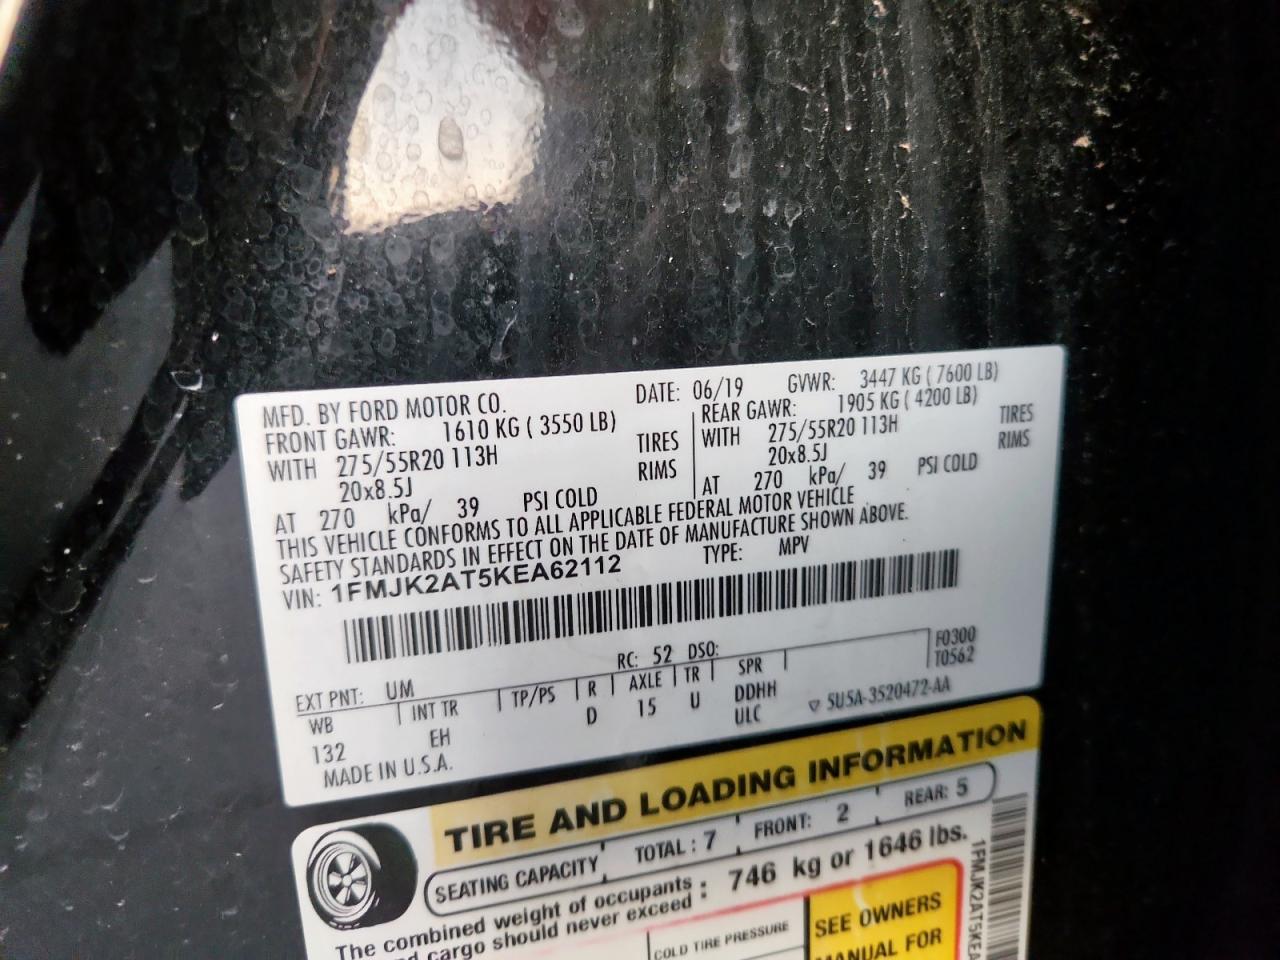 MFD. BY FORD MOTOR CO.
DATE: 06/19 GVWR: 3447 KG ( 7600 LB)
FRONT GAWR: 1610 KG ( 3550 LB)
WITH 275/55R20 113H TIRES
20x8.5J RIMS
AT 270 kPa/ 39 PSI COLD
REAR GAWR: 1905 KG ( 4200 LB)
WITH 275/55R20 113H TIRES
20x8.5J RIMS
AT 270 kPa/ 39 PSI COLD
THIS VEHICLE CONFORMS TO ALL APPLICABLE FEDERAL MOTOR VEHICLE
SAFETY STANDARDS IN EFFECT ON THE DATE OF MANUFACTURE SHOWN ABOVE.
VIN: 1FMJK2AT5KEA62112 TYPE: MPV
EXT PNT: UM RC: 52 DSO:
WB INT TR TP/PS R AXLE TR SPR F0300
T0562
132 EH D 15 U DDHH
ULC
MADE IN U.S.A.
▽ 5U5A-3520472-AA
TIRE AND LOADING INFORMATION
SEATING CAPACITY TOTAL : 7 FRONT: 2 REAR: 5
The combined weight of occupants : 746 kg or 1646 lbs.
cargo should never exceed
COLD TIRE PRESSURE
SEE OWNERS
MANUAL FOR
1FMJK2AT5KEA